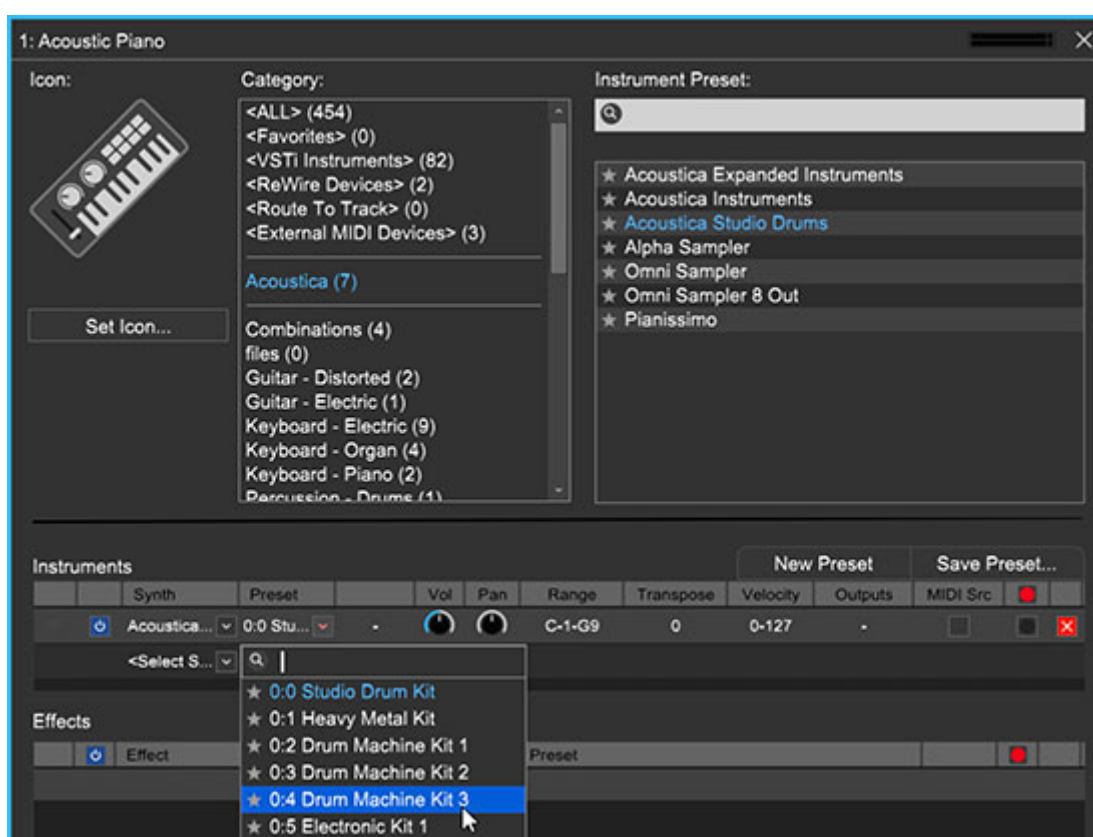 1: Acoustic Piano
Icon:
Category:
Instrument Preset:
<ALL> (454)
<Favorites> (0)
<VSTi Instruments> (82)
<ReWire Devices> (2)
<Route To Track> (0)
<External MIDI Devices> (3)
Acoustica (7)
Combinations (4)
files (0)
Guitar - Distorted (2)
Guitar - Electric (1)
Keyboard - Electric (9)
Keyboard - Organ (4)
Keyboard - Piano (2)
Percussion - Drums (1)
Acoustica Expanded Instruments
Acoustica Instruments
Acoustica Studio Drums
Alpha Sampler
Omni Sampler
Omni Sampler 8 Out
Pianissimo
Set Icon...
Instruments
New Preset
Save Preset...
Synth Preset Vol Pan Range Transpose Velocity Outputs MIDI Src
Acoustica... 0:0 Stu... - C-1-G9 0 0-127 -
<Select S...
0:0 Studio Drum Kit
0:1 Heavy Metal Kit
0:2 Drum Machine Kit 1
0:3 Drum Machine Kit 2
0:4 Drum Machine Kit 3
0:5 Electronic Kit 1
Effects
Effect Preset